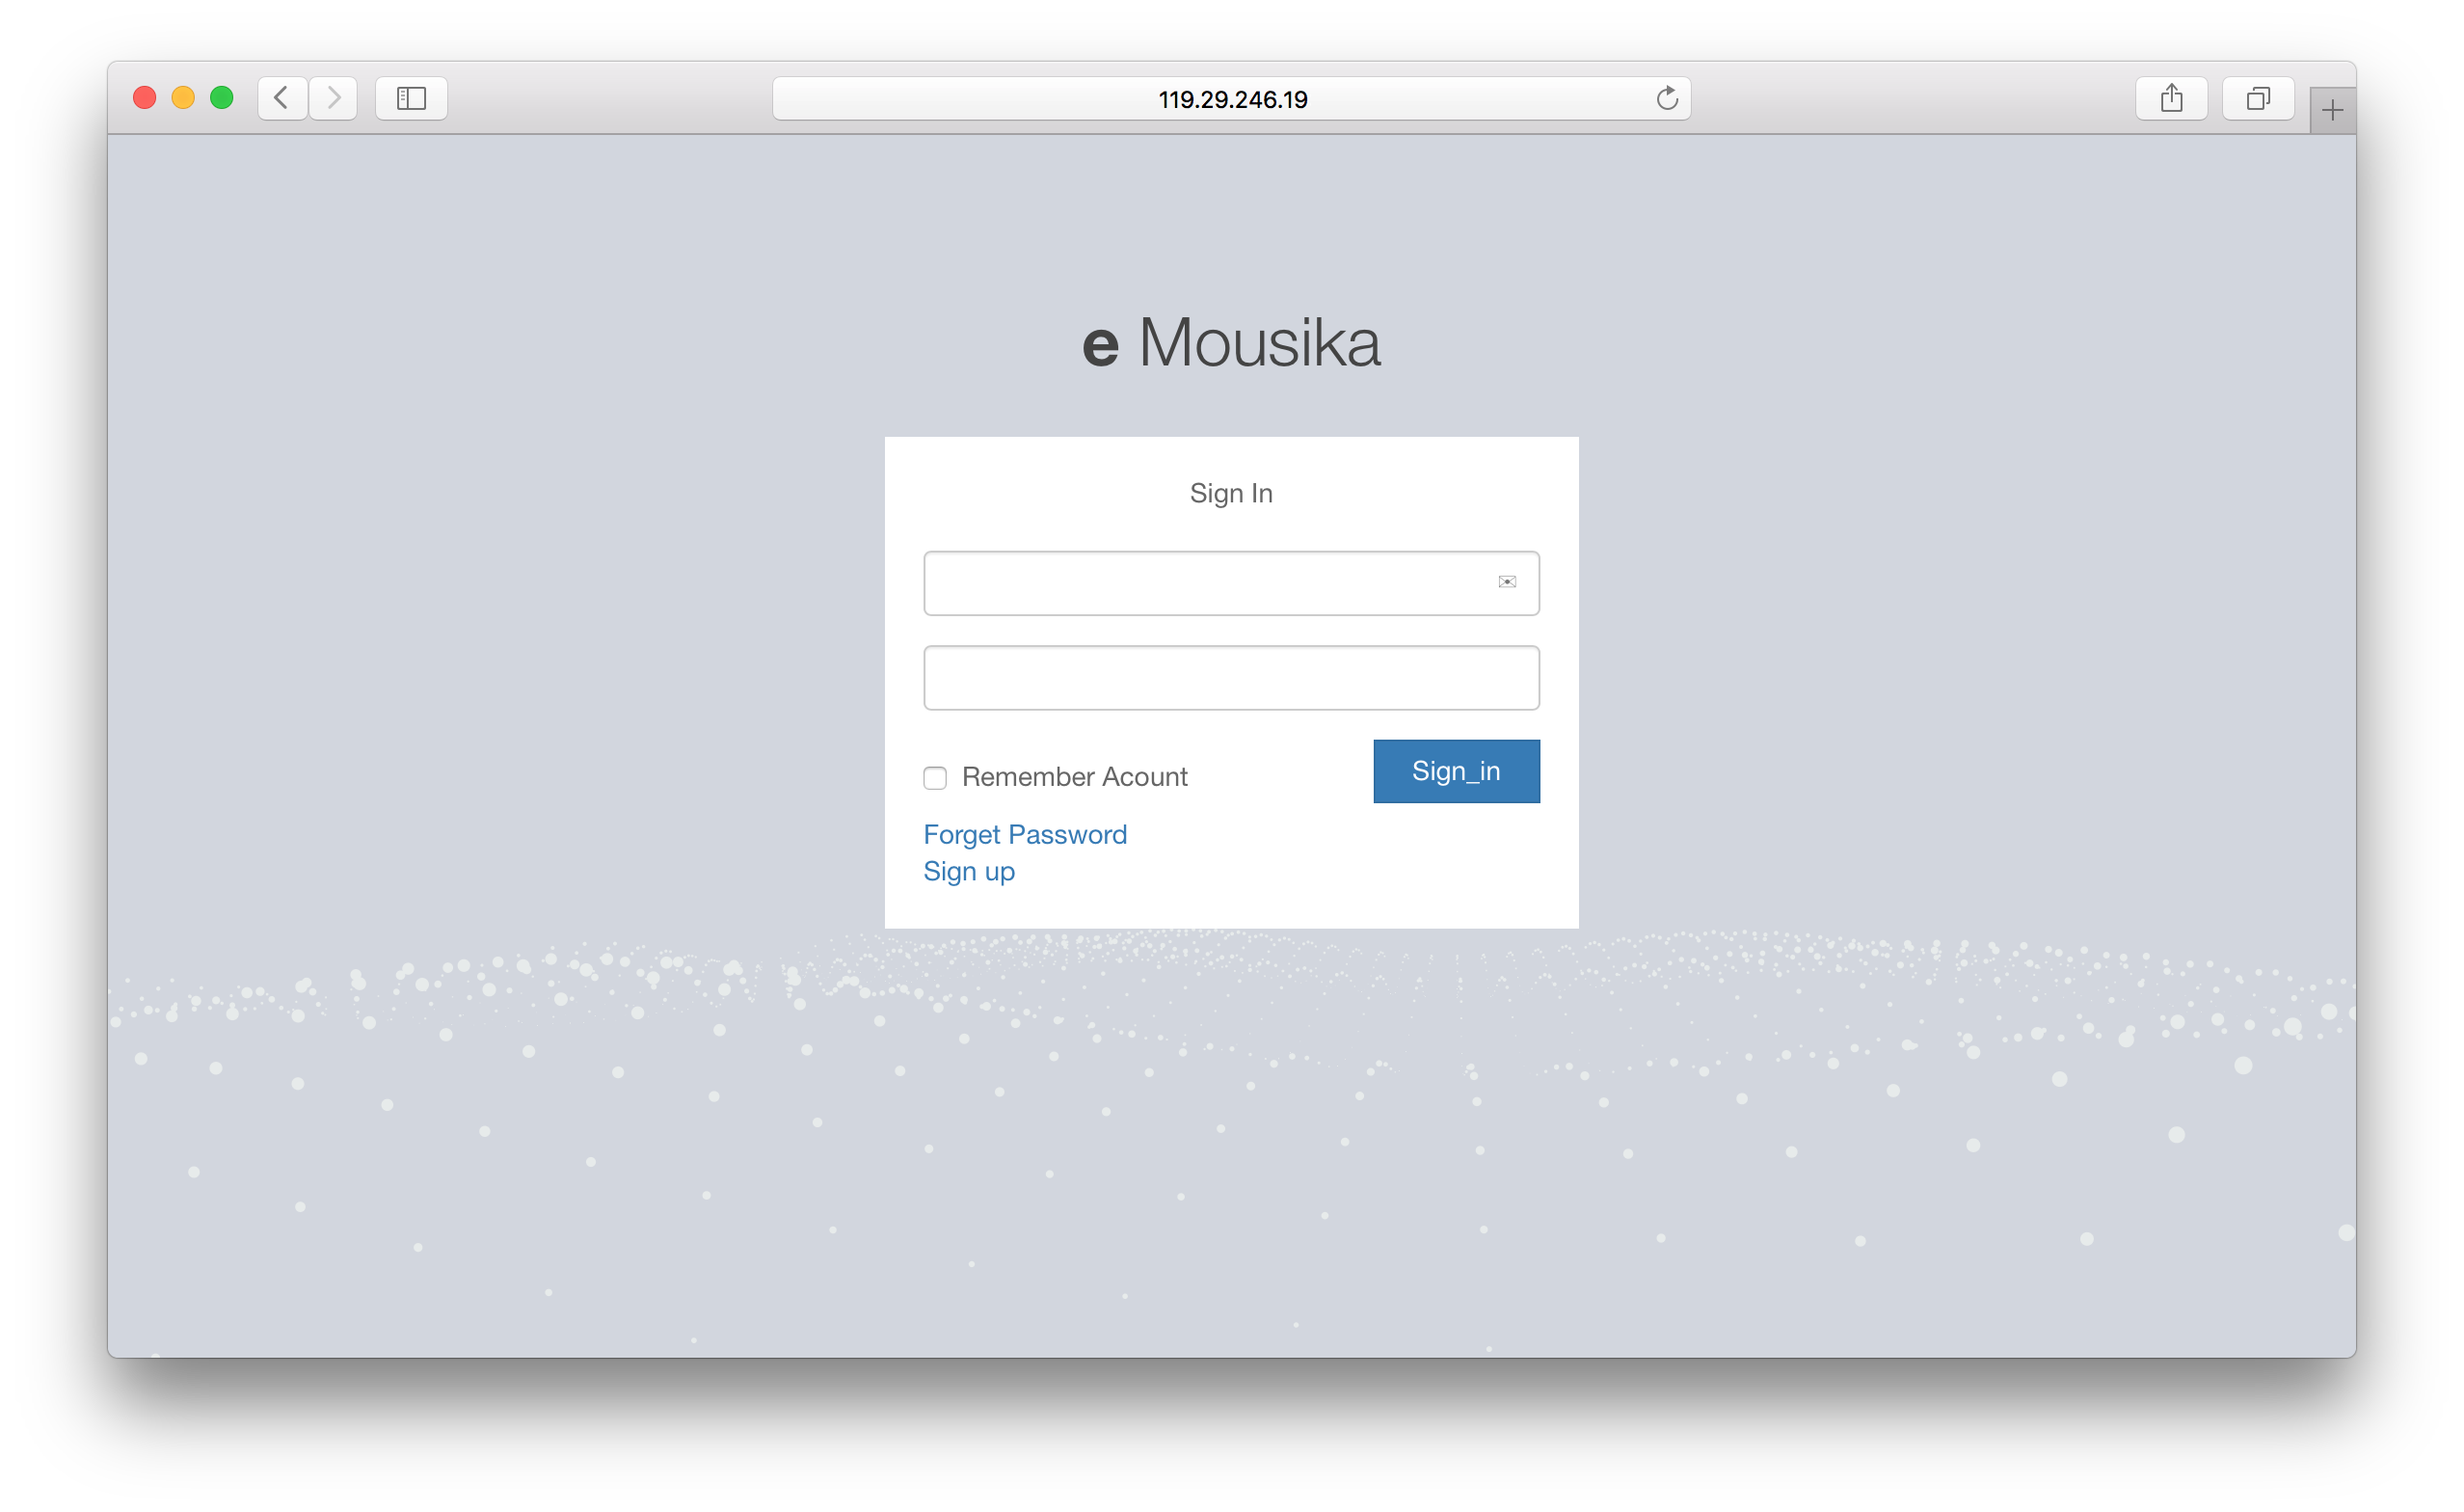 119.29.246.19
e Mousika
Sign In
Remember Acount
Sign_in
Forget Password
Sign up